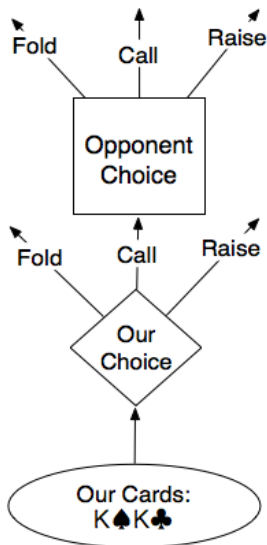 Fold
Call
Raise
Opponent
Choice
Fold
Call
Raise
Our
Choice
Our Cards:
K♠K♣